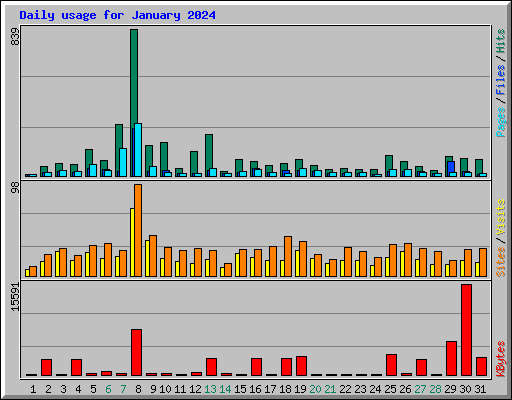 Daily usage for January 2024
839
Pages / Files / Hits
98
Sites / Visits
15591
KBytes
1 2 3 4 5 6 7 8 9 10 11 12 13 14 15 16 17 18 19 20 21 22 23 24 25 26 27 28 29 30 31